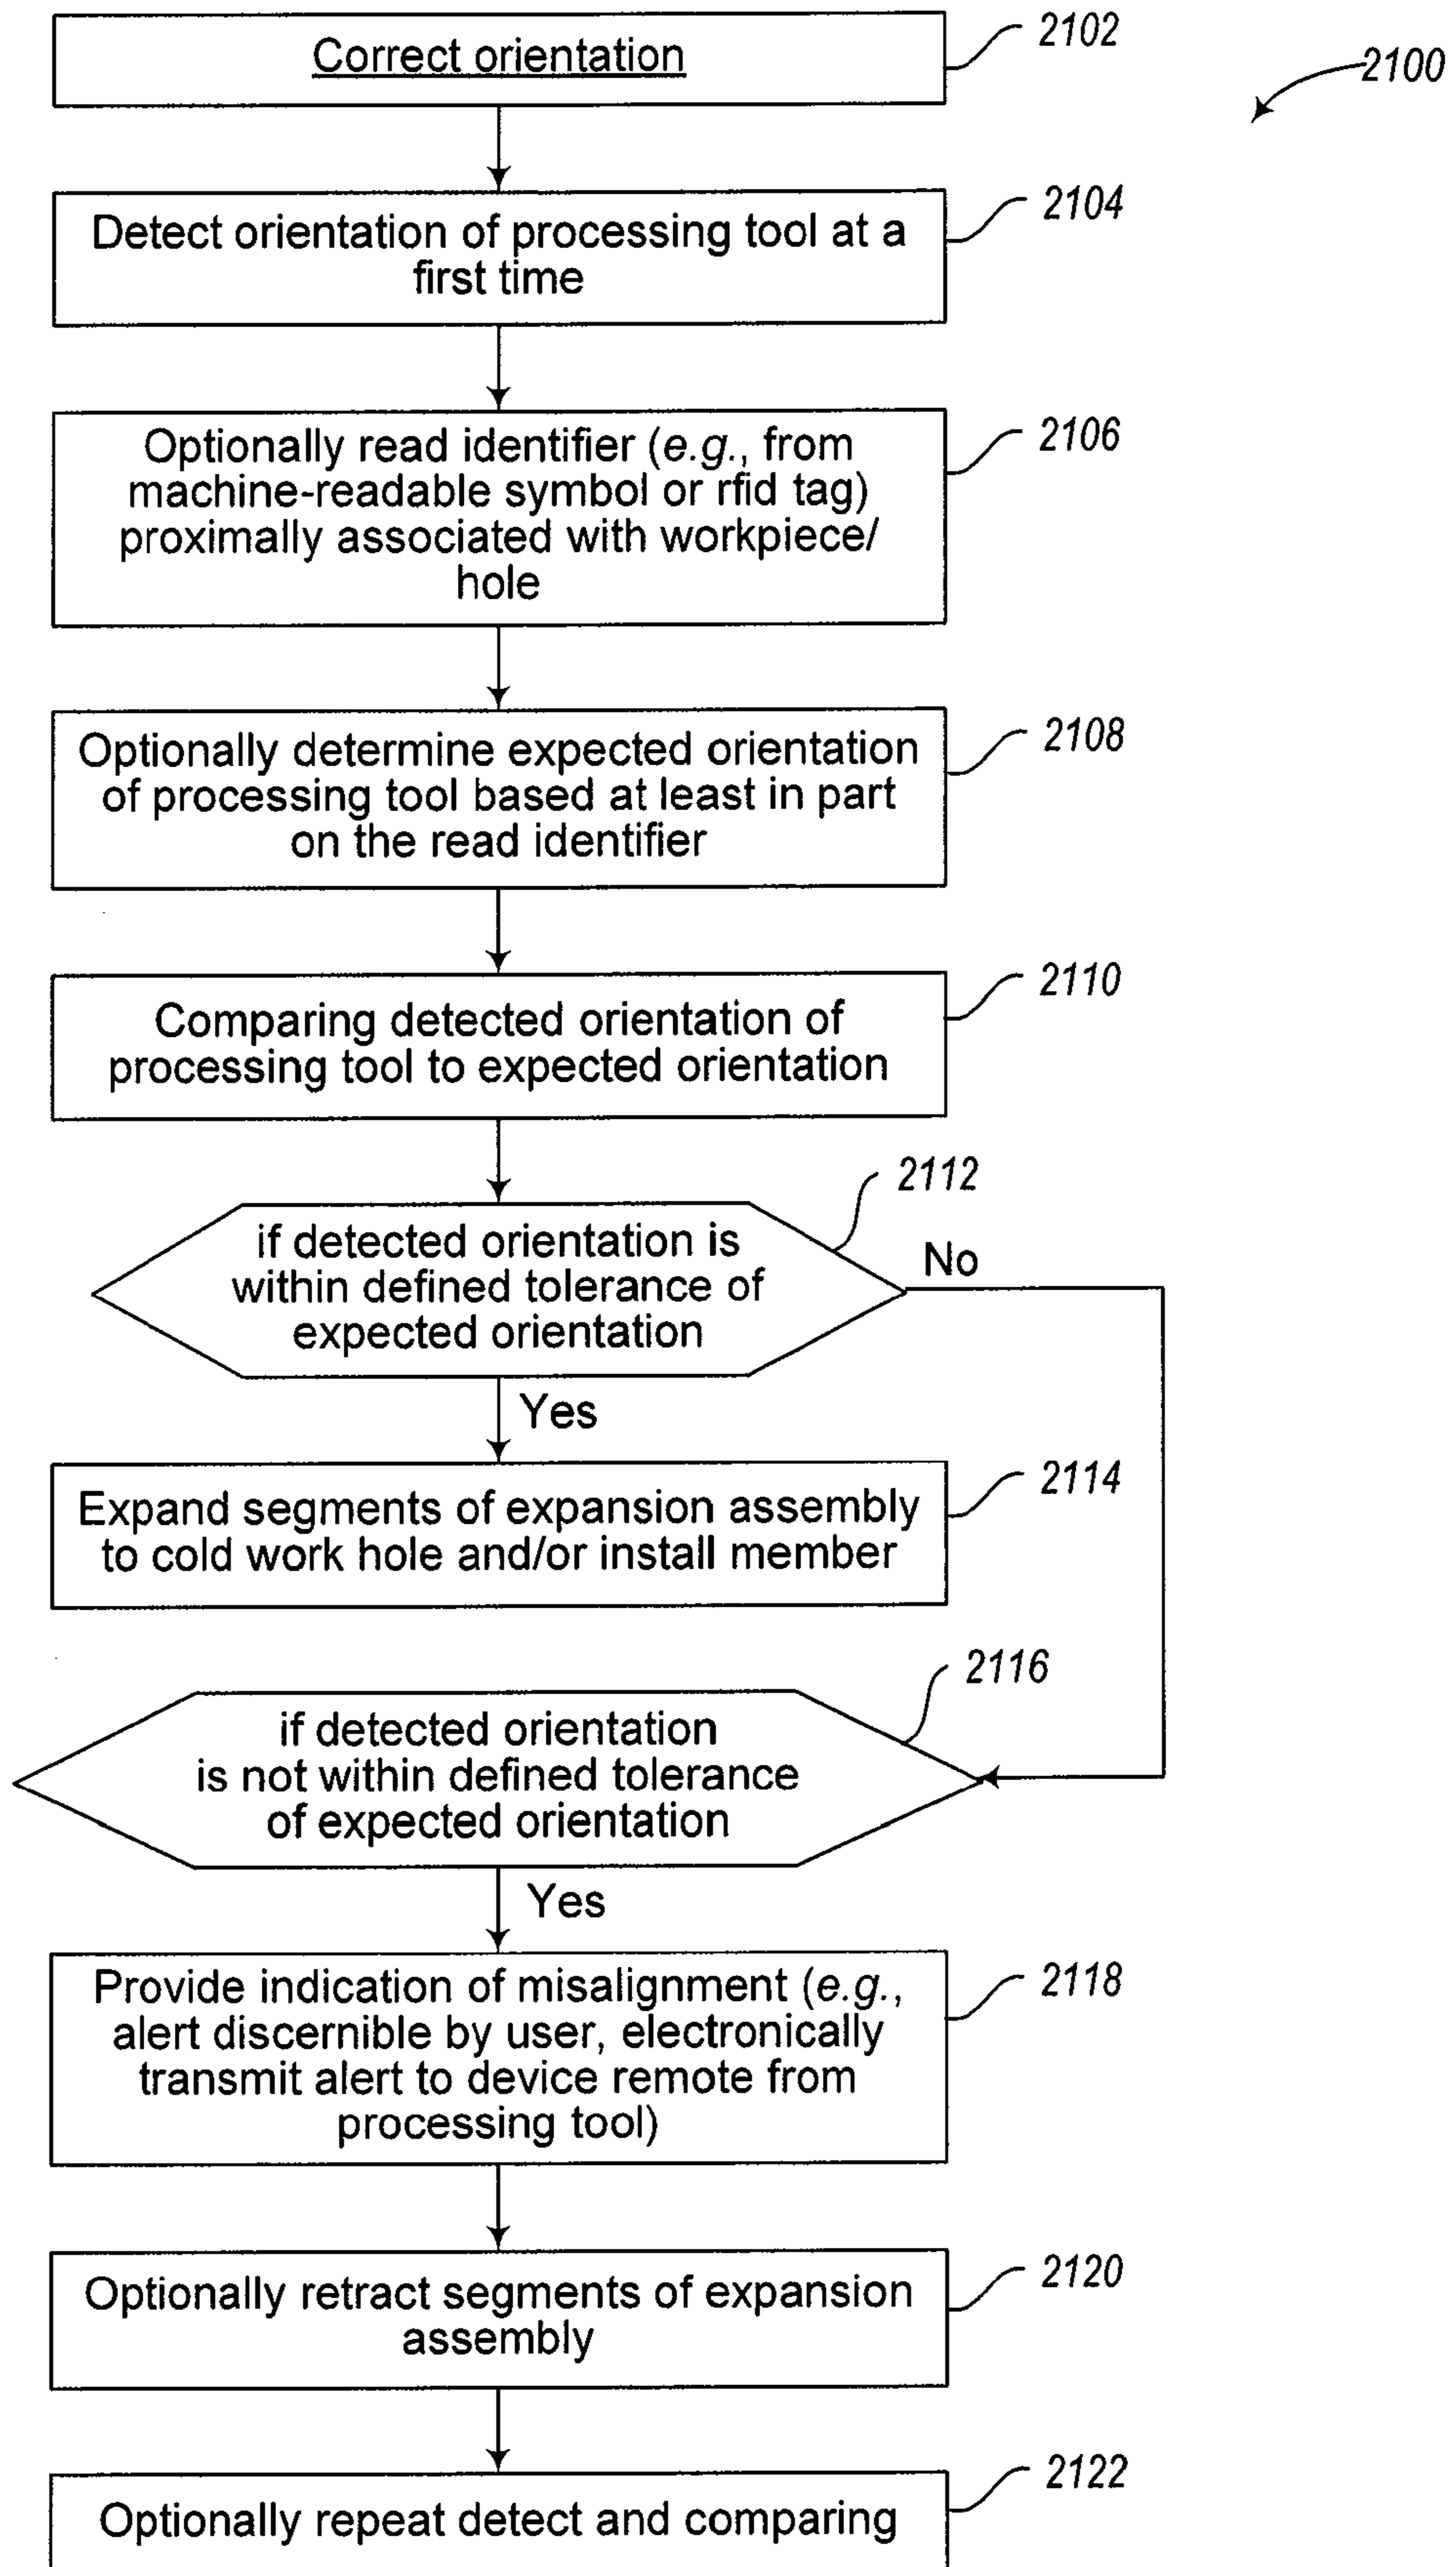 Correct orientation
2102
2100
Detect orientation of processing tool at a
first time
2104
Optionally read identifier (e.g., from
machine-readable symbol or rfid tag)
proximally associated with workpiece/
hole
2106
Optionally determine expected orientation
of processing tool based at least in part
on the read identifier
2108
Comparing detected orientation of
processing tool to expected orientation
2110
if detected orientation is
within defined tolerance of
expected orientation
2112
No
Yes
Expand segments of expansion assembly
to cold work hole and/or install member
2114
if detected orientation
is not within defined tolerance
of expected orientation
2116
Yes
Provide indication of misalignment (e.g.,
alert discernible by user, electronically
transmit alert to device remote from
processing tool)
2118
Optionally retract segments of expansion
assembly
2120
Optionally repeat detect and comparing
2122